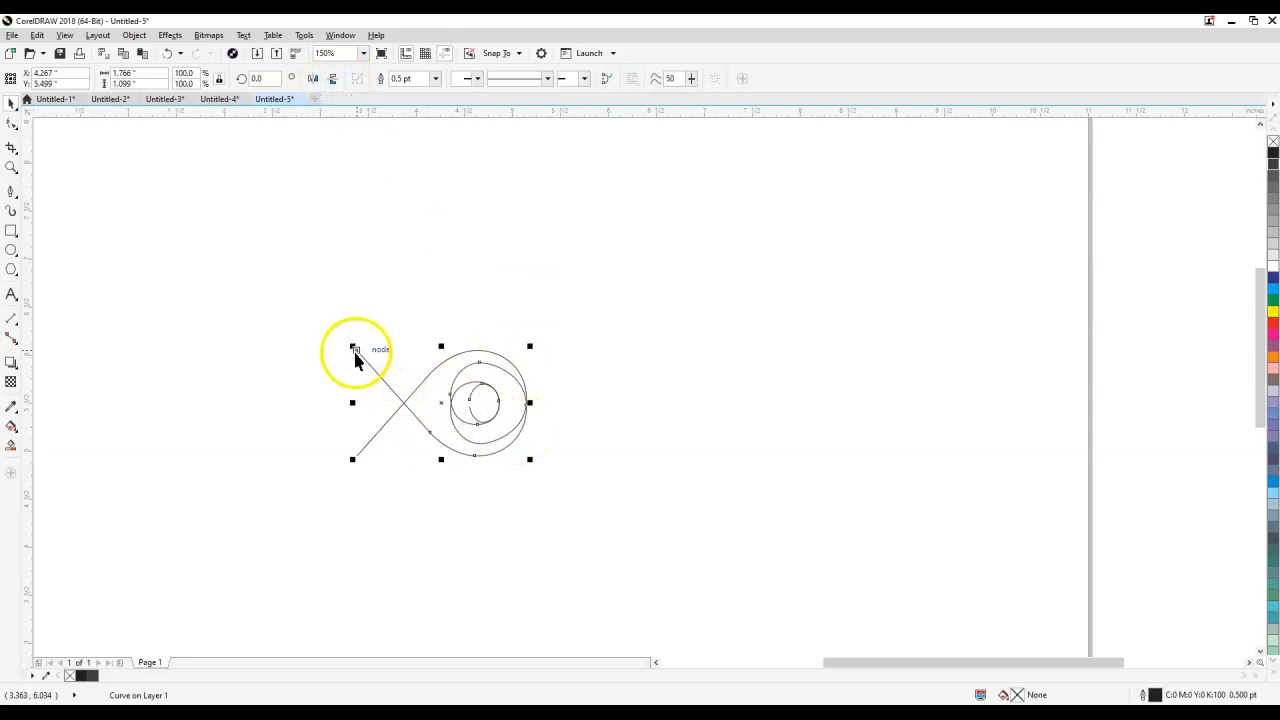 CorelDRAW 2018 (64-Bit) - Untitled-5*
File Edit View Layout Object Effects Bitmaps Text Table Tools Window Help
150% PDF Snap To Launch
X: 4.267 " 1.766 " 100.0 % 0.0 ° 0.5 pt 50
Y: 5.499 " 1.099 " 100.0 %
Untitled-1* Untitled-2* Untitled-3* Untitled-4* Untitled-5*
inches
node
1 of 1 Page 1
( 3.363, 6.034 ) Curve on Layer 1 None C:0 M:0 Y:0 K:100 0.500 pt